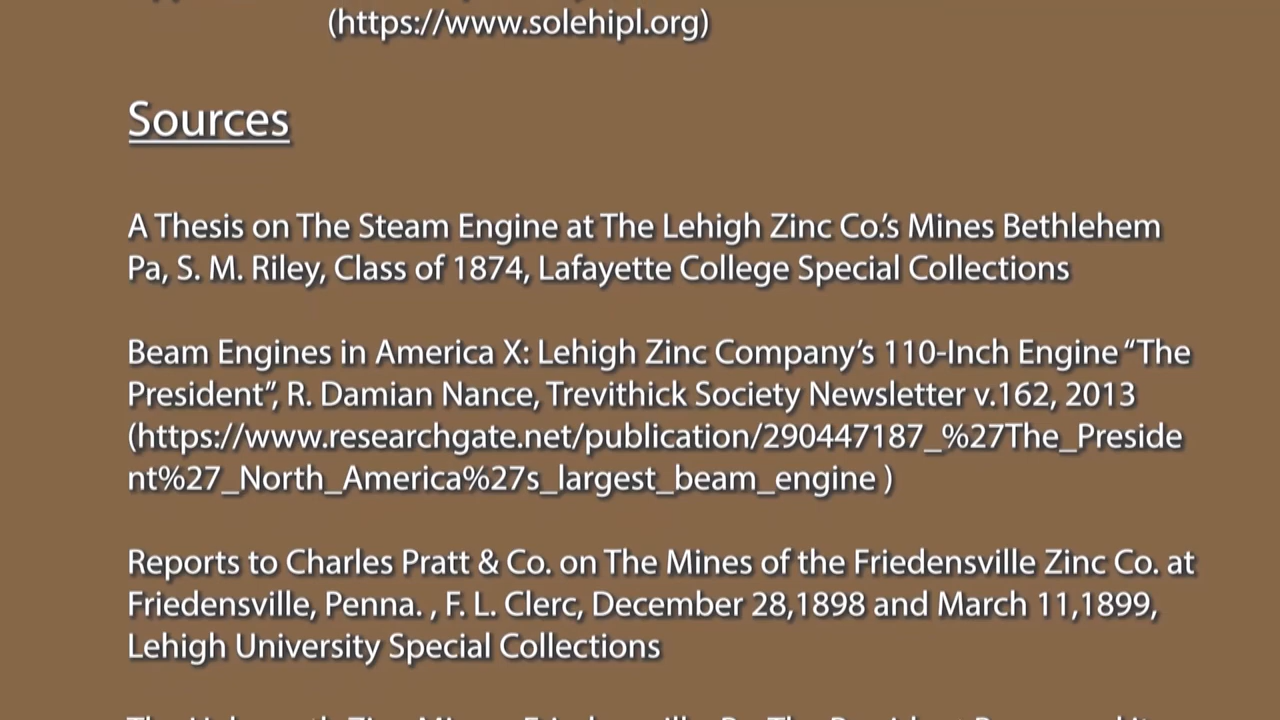 (https://www.solehipl.org)
Sources
A Thesis on The Steam Engine at The Lehigh Zinc Co.'s Mines Bethlehem
Pa, S. M. Riley, Class of 1874, Lafayette College Special Collections
Beam Engines in America X: Lehigh Zinc Company's 110-Inch Engine “The
President”, R. Damian Nance, Trevithick Society Newsletter v.162, 2013
(https://www.researchgate.net/publication/290447187_%27The_Preside
nt%27_North_America%27s_largest_beam_engine )
Reports to Charles Pratt & Co. on The Mines of the Friedensville Zinc Co. at
Friedensville, Penna. , F. L. Clerc, December 28,1898 and March 11,1899,
Lehigh University Special Collections